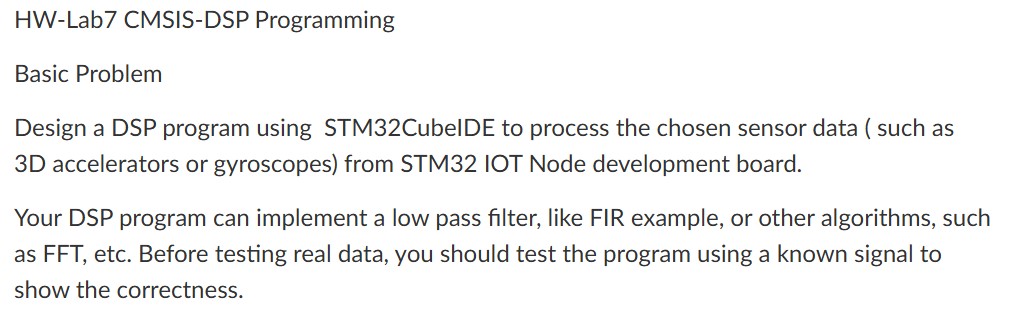 HW-Lab7 CMSIS-DSP Programming
Basic Problem
Design a DSP program using  STM32CubeIDE to process the chosen sensor data ( such as
3D accelerators or gyroscopes) from STM32 IOT Node development board.
Your DSP program can implement a low pass filter, like FIR example, or other algorithms, such
as FFT, etc. Before testing real data, you should test the program using a known signal to
show the correctness.